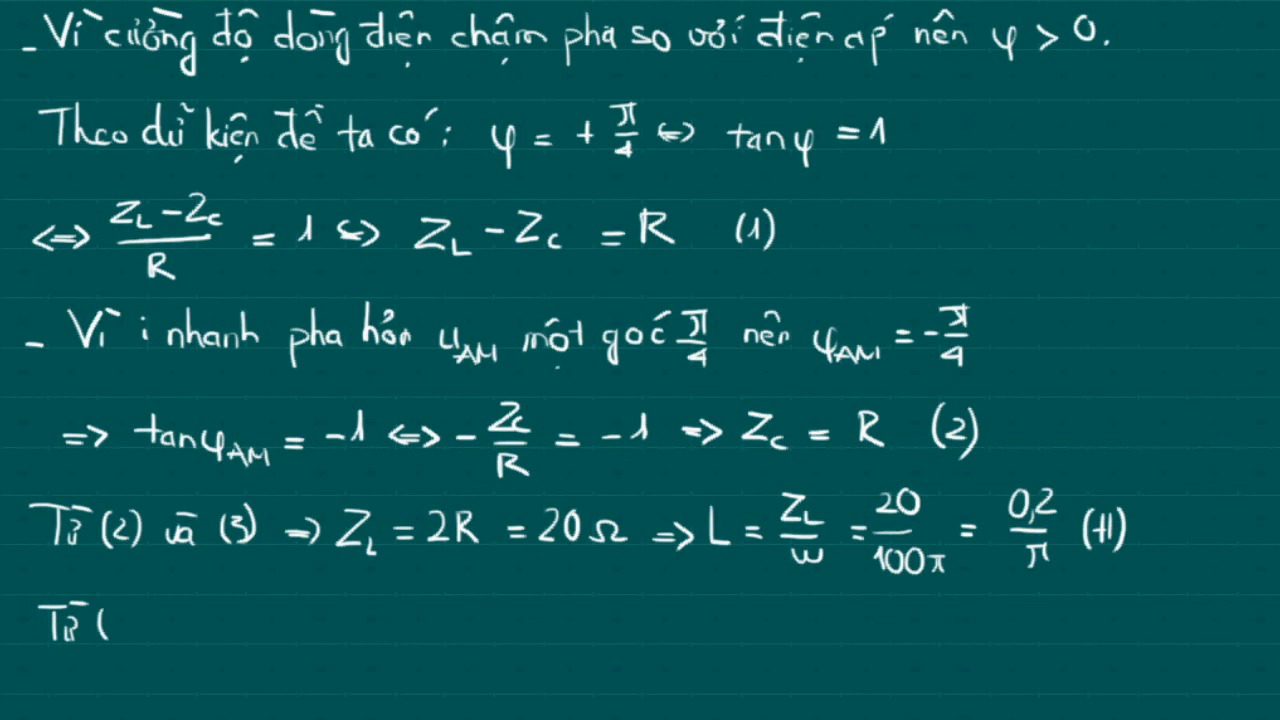 - Vì cường độ dòng điện chậm pha so với điện áp nên φ > 0.
Theo dữ kiện đề ta có: φ = + π/4 <=> tanφ = 1
<=> (Z_L - Z_C)/R = 1 <=> Z_L - Z_C = R (1)
- Vì i nhanh pha hơn u_AM một góc π/4 nên φ_AM = - π/4
=> tanφ_AM = -1 <=> - Z_C/R = -1 => Z_C = R (2)
Từ (2) và (3) => Z_L = 2R = 20 Ω => L = Z_L/ω = 20/100π = 0,2/π (H)
Từ (